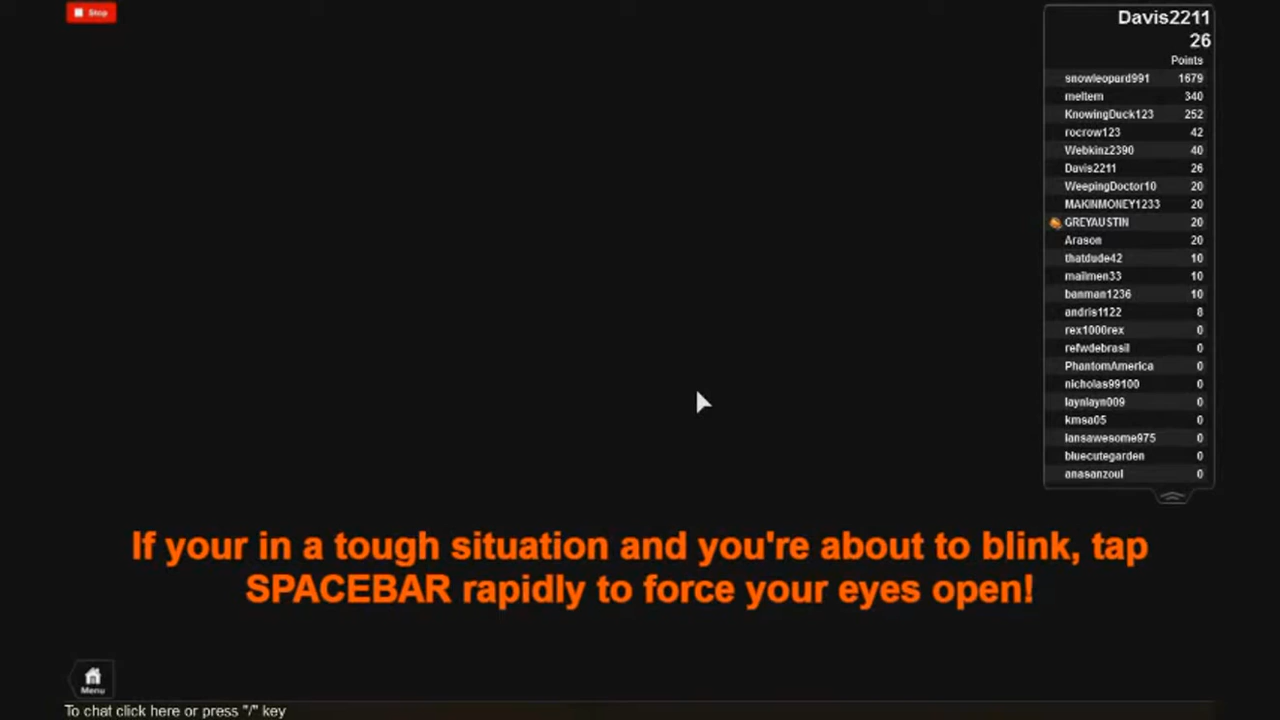 Stop
Davis2211
26
Points
snowleopard991 1679
meltem 340
KnowingDuck123 252
rocrow123 42
Webkinz2390 40
Davis2211 26
WeepingDoctor10 20
MAKINMONEY1233 20
GREYAUSTIN 20
Arason 20
thatdude42 10
mailmen33 10
banman1236 10
andris1122 8
rex1000rex 0
refwdebrasil 0
PhantomAmerica 0
nicholas99100 0
laynlayn009 0
kmsa05 0
Iansawesome975 0
bluecutegarden 0
anasanzoul 0
If your in a tough situation and you're about to blink, tap
SPACEBAR rapidly to force your eyes open!
Menu
To chat click here or press "/" key